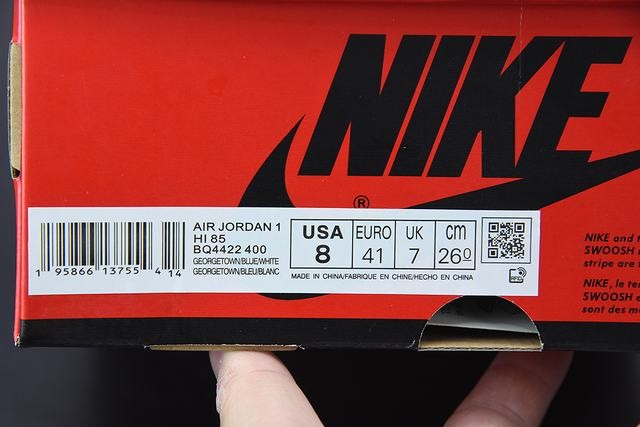 NIKE
®
AIR JORDAN 1
HI 85
BQ4422 400
GEORGETOWN/BLUE/WHITE
GEORGETOWN/BLEU/BLANC
1 95866 13755 4 14
USA EURO UK cm
8 41 7 26⁰
MADE IN CHINA/FABRIQUE EN CHINE/HECHO EN CHINA
RFID
NIKE and t
SWOOSH
stripe are
NIKE, le te
SWOOSH e
sont des m